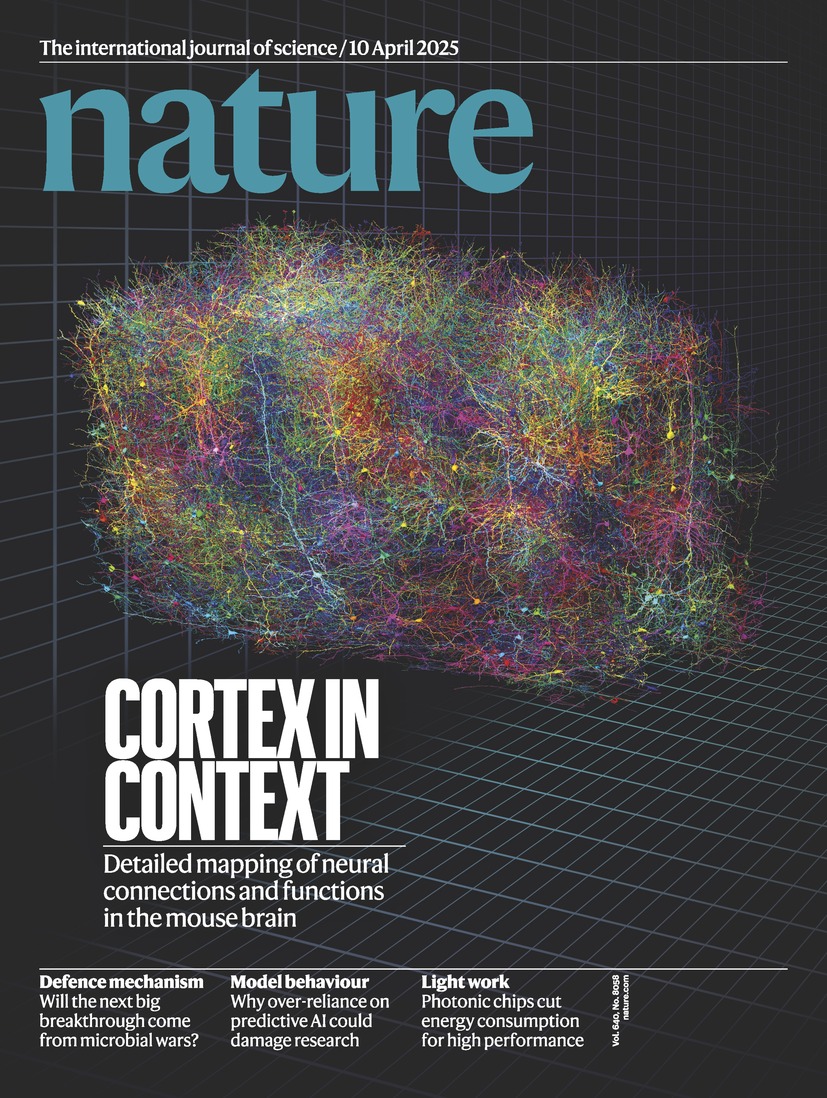 The international journal of science / 10 April 2025
nature
CORTEX IN
CONTEXT
Detailed mapping of neural
connections and functions
in the mouse brain
Defence mechanism
Will the next big
breakthrough come
from microbial wars?
Model behaviour
Why over-reliance on
predictive AI could
damage research
Light work
Photonic chips cut
energy consumption
for high performance
Vol. 640, No. 8058
nature.com